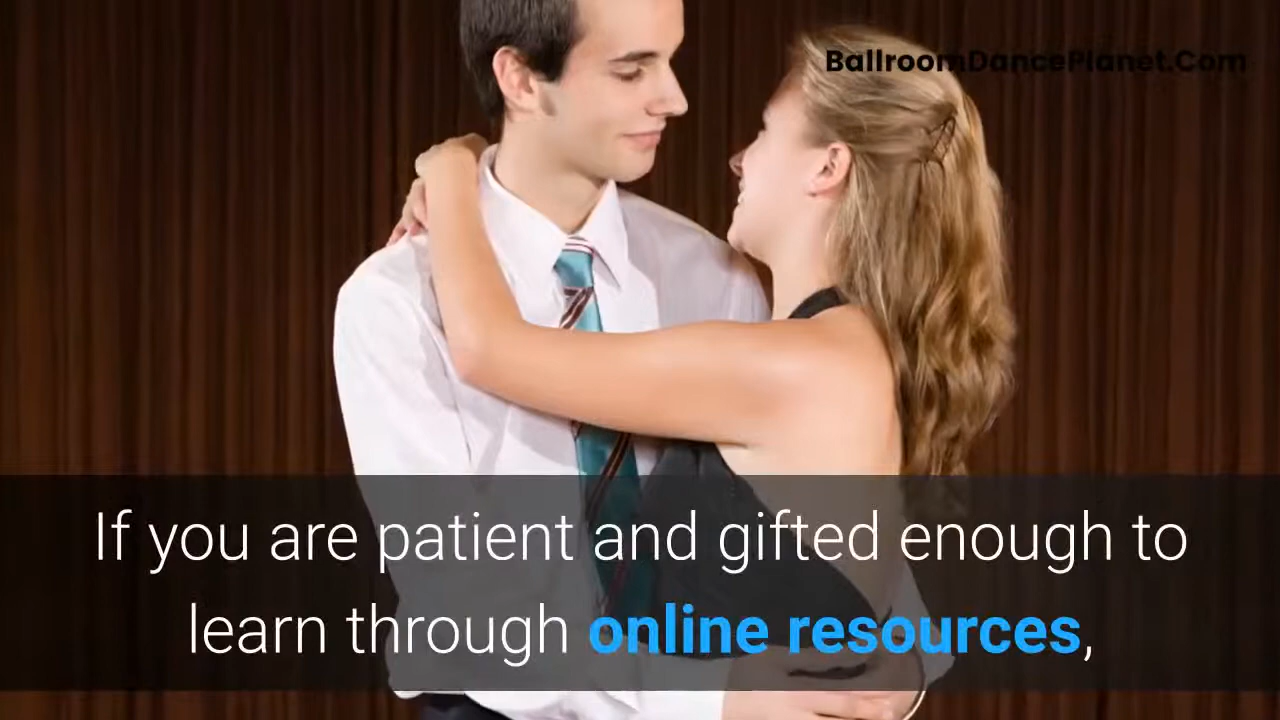 BallroomDancePlanet.Com
If you are patient and gifted enough to
learn through online resources,